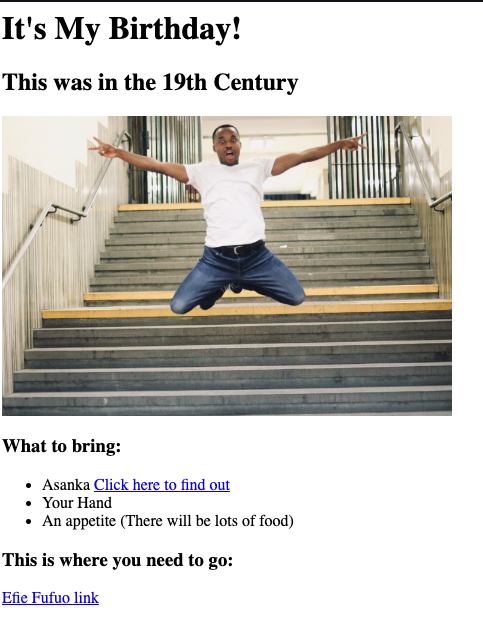 It's My Birthday!
This was in the 19th Century
What to bring:
Asanka Click here to find out
Your Hand
An appetite (There will be lots of food)
This is where you need to go:
Efie Fufuo link